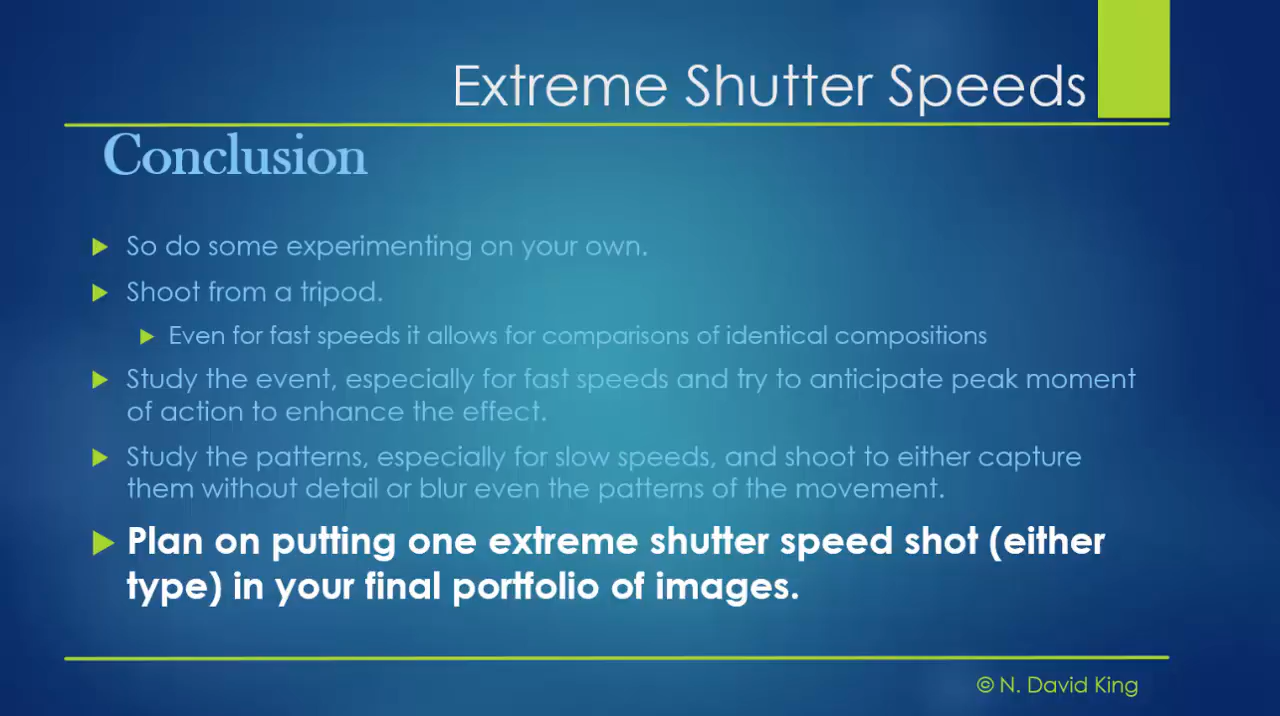 Extreme Shutter Speeds
Conclusion
So do some experimenting on your own.
Shoot from a tripod.
Even for fast speeds it allows for comparisons of identical compositions
Study the event, especially for fast speeds and try to anticipate peak moment
of action to enhance the effect.
Study the patterns, especially for slow speeds, and shoot to either capture
them without detail or blur even the patterns of the movement.
Plan on putting one extreme shutter speed shot (either
type) in your final portfolio of images.
© N. David King